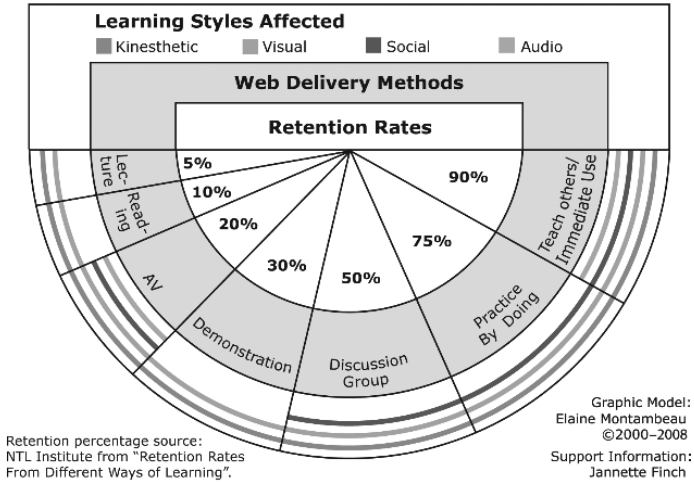 Learning Styles Affected
Kinesthetic Visual Social Audio
Web Delivery Methods
Retention Rates
5%
10%
20%
30%
50%
75%
90%
Lec-
ture
Read-
ing
AV
Demonstration
Discussion
Group
Practice
By Doing
Teach others/
Immediate Use
Retention percentage source:
NTL Institute from “Retention Rates
From Different Ways of Learning”.
Graphic Model:
Elaine Montambeau
©2000–2008
Support Information:
Jannette Finch